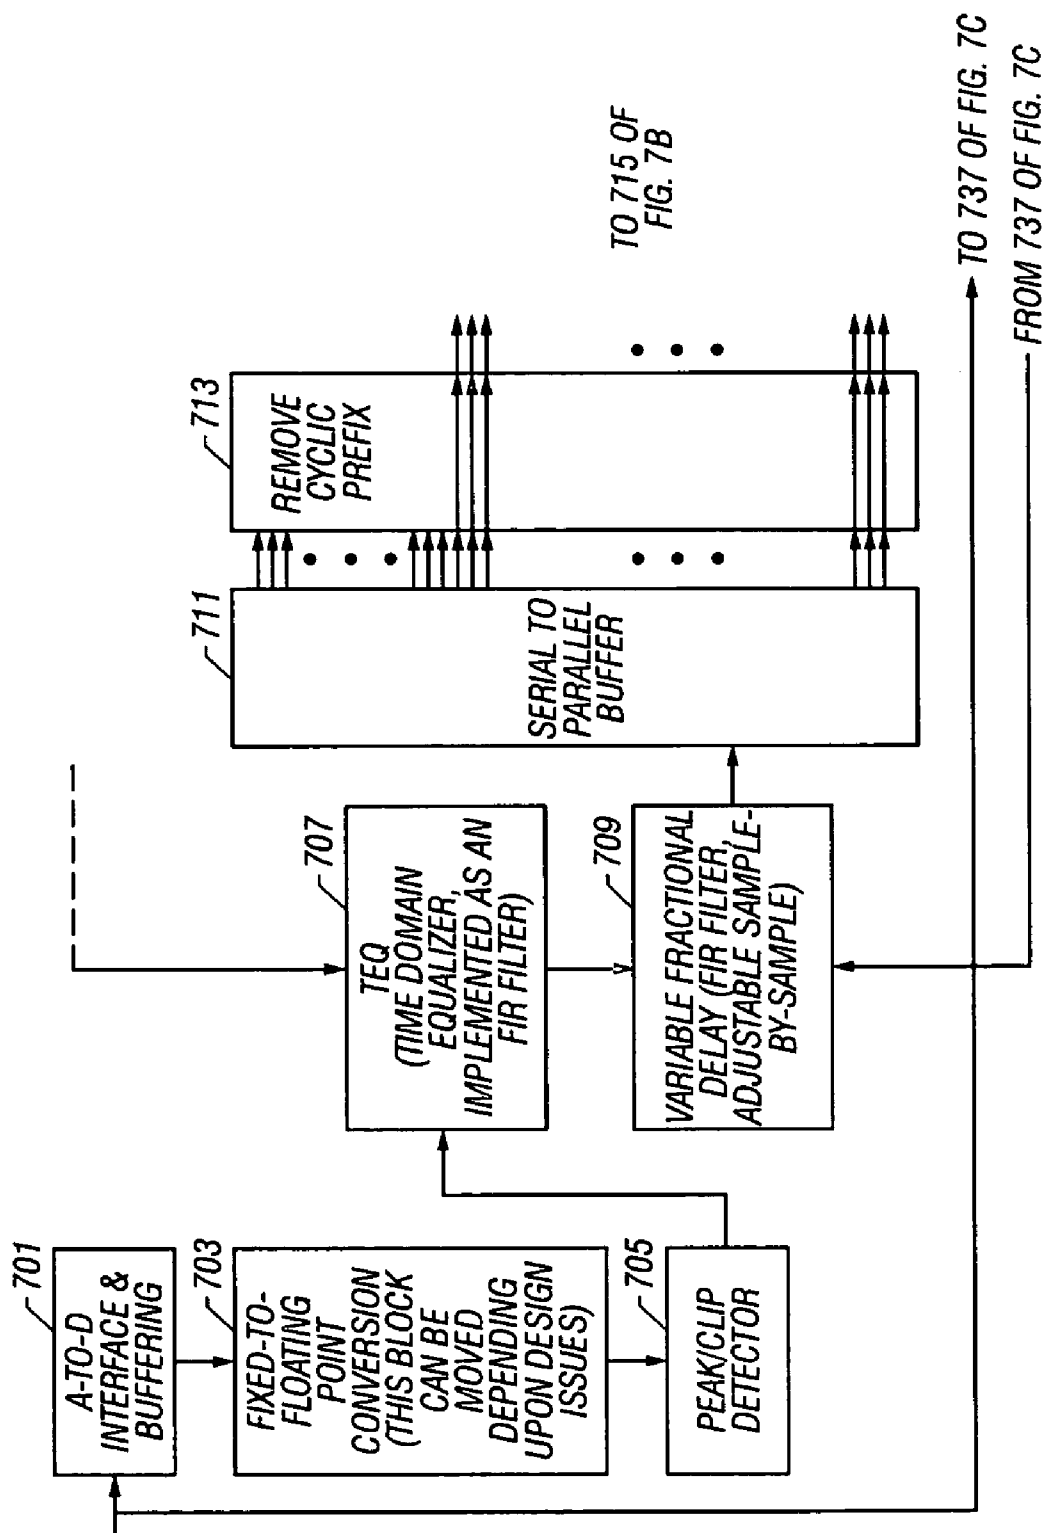 701
A-TO-D
INTERFACE &
BUFFERING
703
FIXED-TO-
FLOATING
POINT
CONVERSION
(THIS BLOCK
CAN BE
MOVED
DEPENDING
UPON DESIGN
ISSUES)
705
PEAK/CLIP
DETECTOR
707
TEQ
(TIME DOMAIN
EQUALIZER,
IMPLEMENTED AS AN
FIR FILTER)
709
VARIABLE FRACTIONAL
DELAY (FIR FILTER,
ADJUSTABLE SAMPLE-
BY-SAMPLE)
711
SERIAL TO
PARALLEL
BUFFER
713
REMOVE
CYCLIC
PREFIX
TO 715 OF
FIG. 7B
TO 737 OF FIG. 7C
FROM 737 OF FIG. 7C